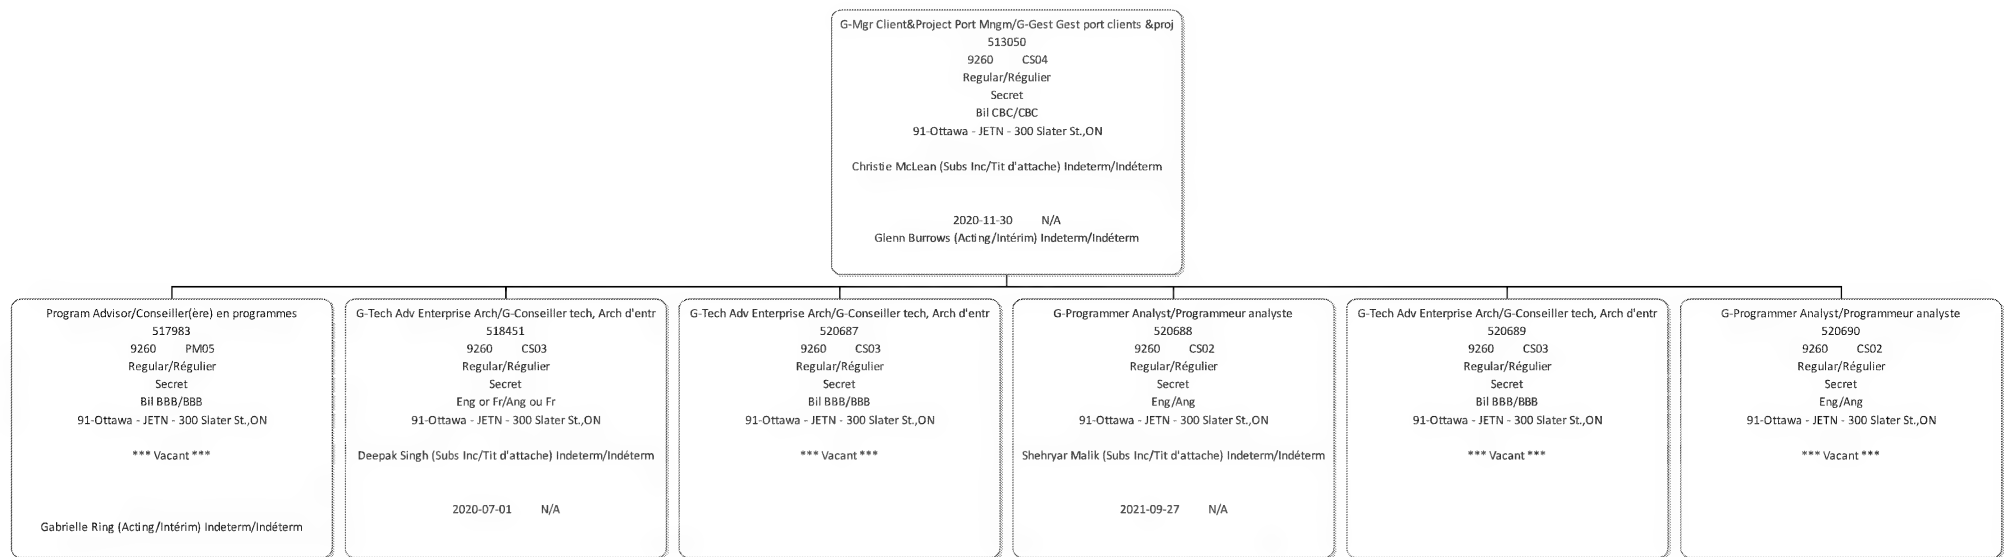 G-Mgr Client&Project Port Mngm/G-Gest Gest port clients &proj
513050
9260 CS04
Regular/Régulier
Secret
Bil CBC/CBC
91-Ottawa - JETN - 300 Slater St.,ON
Christie McLean (Subs Inc/Tit d'attache) Indeterm/Indéterm
2020-11-30 N/A
Glenn Burrows (Acting/Intérim) Indeterm/Indéterm
Program Advisor/Conseiller(ère) en programmes
517983
9260 PM05
Regular/Régulier
Secret
Bil BBB/BBB
91-Ottawa - JETN - 300 Slater St.,ON
*** Vacant ***
Gabrielle Ring (Acting/Intérim) Indeterm/Indéterm
G-Tech Adv Enterprise Arch/G-Conseiller tech, Arch d'entr
518451
9260 CS03
Regular/Régulier
Secret
Eng or Fr/Ang ou Fr
91-Ottawa - JETN - 300 Slater St.,ON
Deepak Singh (Subs Inc/Tit d'attache) Indeterm/Indéterm
2020-07-01 N/A
G-Tech Adv Enterprise Arch/G-Conseiller tech, Arch d'entr
520687
9260 CS03
Regular/Régulier
Secret
Bil BBB/BBB
91-Ottawa - JETN - 300 Slater St.,ON
*** Vacant ***
G-Programmer Analyst/Programmeur analyste
520688
9260 CS02
Regular/Régulier
Secret
Eng/Ang
91-Ottawa - JETN - 300 Slater St.,ON
Shehryar Malik (Subs Inc/Tit d'attache) Indeterm/Indéterm
2021-09-27 N/A
G-Tech Adv Enterprise Arch/G-Conseiller tech, Arch d'entr
520689
9260 CS03
Regular/Régulier
Secret
Bil BBB/BBB
91-Ottawa - JETN - 300 Slater St.,ON
*** Vacant ***
G-Programmer Analyst/Programmeur analyste
520690
9260 CS02
Regular/Régulier
Secret
Eng/Ang
91-Ottawa - JETN - 300 Slater St.,ON
*** Vacant ***